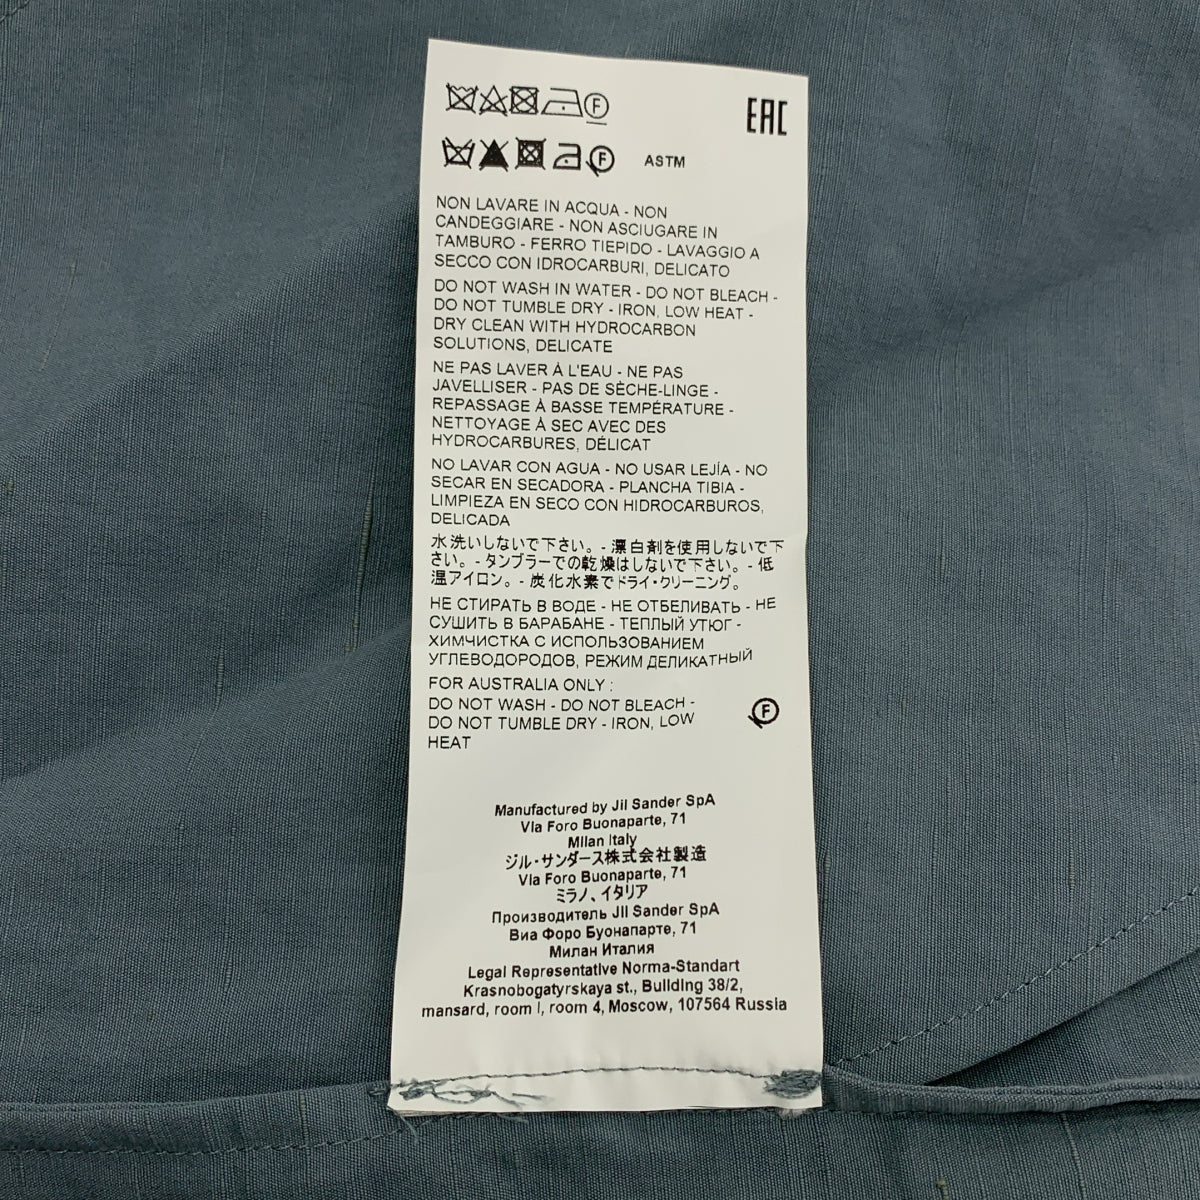 F EAC
F ASTM
NON LAVARE IN ACQUA - NON
CANDEGGIARE - NON ASCIUGARE IN
TAMBURO - FERRO TIEPIDO - LAVAGGIO A
SECCO CON IDROCARBURI, DELICATO
DO NOT WASH IN WATER - DO NOT BLEACH -
DO NOT TUMBLE DRY - IRON, LOW HEAT -
DRY CLEAN WITH HYDROCARBON
SOLUTIONS, DELICATE
NE PAS LAVER À L'EAU - NE PAS
JAVELLISER - PAS DE SÈCHE-LINGE -
REPASSAGE À BASSE TEMPÉRATURE -
NETTOYAGE À SEC AVEC DES
HYDROCARBURES, DÉLICAT
NO LAVAR CON AGUA - NO USAR LEJÍA - NO
SECAR EN SECADORA - PLANCHA TIBIA -
LIMPIEZA EN SECO CON HIDROCARBUROS,
DELICADA
水洗いしないで下さい。- 漂白剤を使用しないで下
さい。- タンブラーでの乾燥はしないで下さい。- 低
温アイロン。- 炭化水素でドライ・クリーニング。
НЕ СТИРАТЬ В ВОДЕ - НЕ ОТБЕЛИВАТЬ - НЕ
СУШИТЬ В БАРАБАНЕ - ТЕПЛЫЙ УТЮГ -
ХИМЧИСТКА С ИСПОЛЬЗОВАНИЕМ
УГЛЕВОДОРОДОВ, РЕЖИМ ДЕЛИКАТНЫЙ
FOR AUSTRALIA ONLY :
DO NOT WASH - DO NOT BLEACH -
DO NOT TUMBLE DRY - IRON, LOW
HEAT
F
Manufactured by Jil Sander SpA
Via Foro Buonaparte, 71
Milan Italy
ジル・サンダース株式会社製造
Via Foro Buonaparte, 71
ミラノ、イタリア
Производитель Jil Sander SpA
Виа Форо Буонапарте, 71
Милан Италия
Legal Representative Norma-Standart
Krasnobogatyrskaya st., Building 38/2,
mansard, room I, room 4, Moscow, 107564 Russia